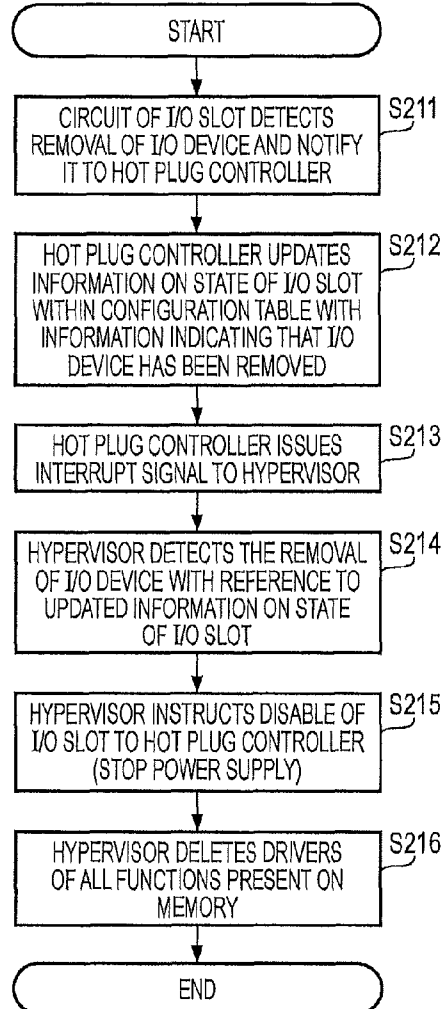 START
S211
CIRCUIT OF I/O SLOT DETECTS
REMOVAL OF I/O DEVICE AND NOTIFY
IT TO HOT PLUG CONTROLLER
S212
HOT PLUG CONTROLLER UPDATES
INFORMATION ON STATE OF I/O SLOT
WITHIN CONFIGURATION TABLE WITH
INFORMATION INDICATING THAT I/O
DEVICE HAS BEEN REMOVED
S213
HOT PLUG CONTROLLER ISSUES
INTERRUPT SIGNAL TO HYPERVISOR
S214
HYPERVISOR DETECTS THE REMOVAL
OF I/O DEVICE WITH REFERENCE TO
UPDATED INFORMATION ON STATE
OF I/O SLOT
S215
HYPERVISOR INSTRUCTS DISABLE OF
I/O SLOT TO HOT PLUG CONTROLLER
(STOP POWER SUPPLY)
S216
HYPERVISOR DELETES DRIVERS
OF ALL FUNCTIONS PRESENT ON
MEMORY
END